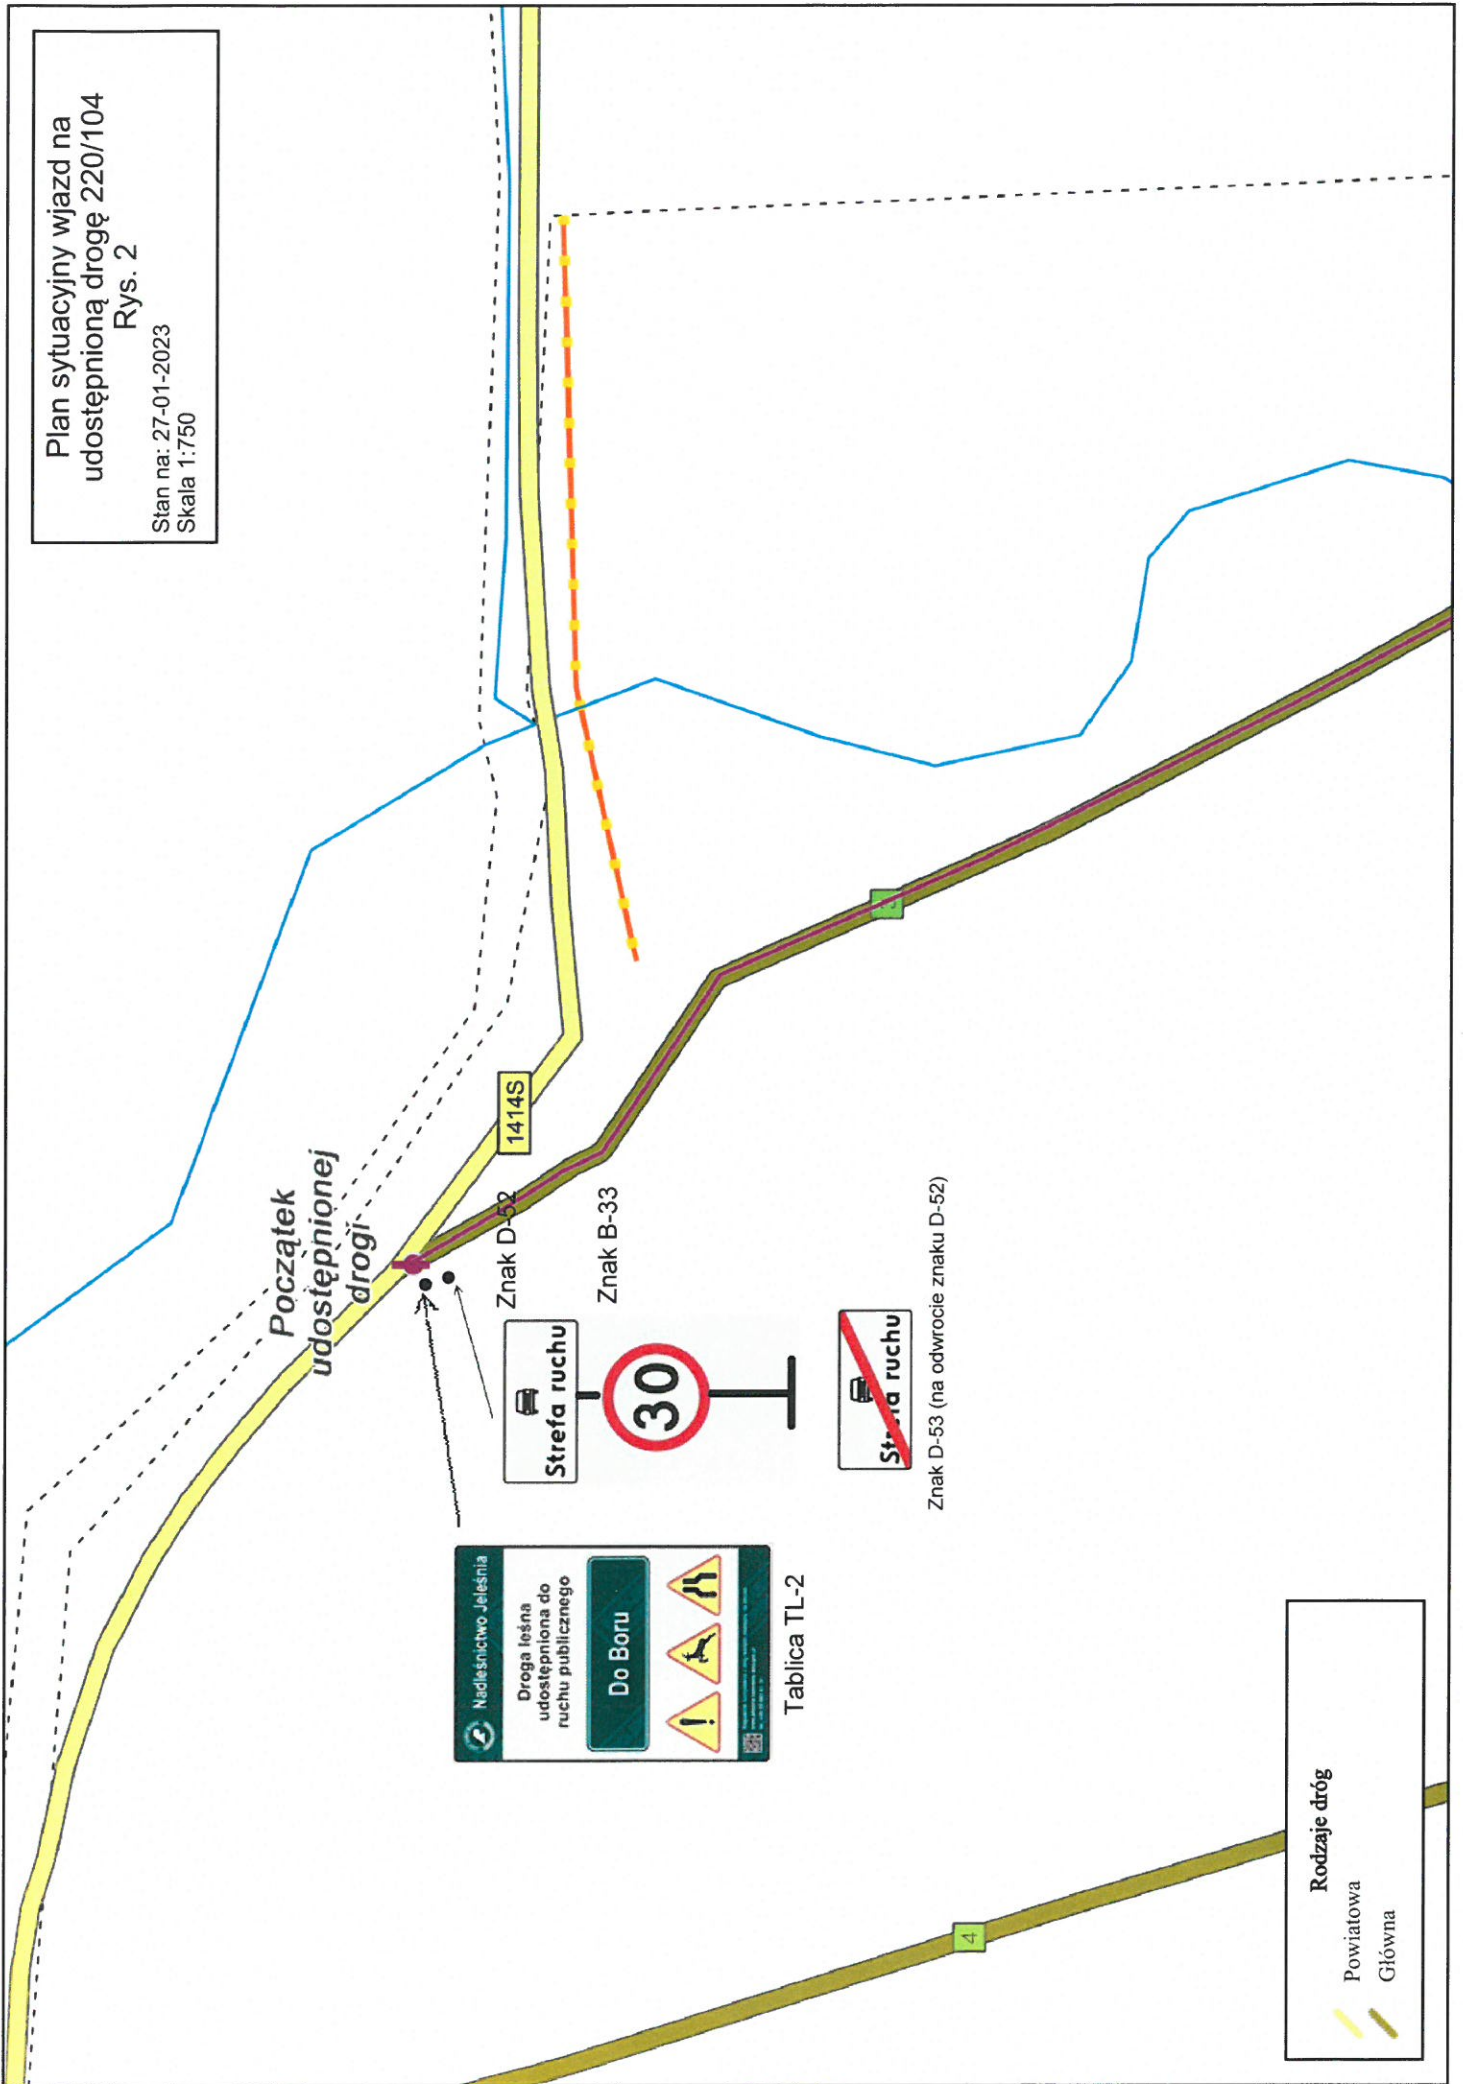 Plan sytuacyjny wjazd na
udostępnioną drogę 220/104
Rys. 2
Stan na: 27-01-2023
Skala 1:750
Początek
udostępnionej
drogi
1414S
Znak D-52
Znak B-33
Strefa ruchu
30
Strefa ruchu
Znak D-53 (na odwrocie znaku D-52)
Nadleśnictwo Jeleśnia
Droga leśna
udostępniona do
ruchu publicznego
Do Boru
Tablica TL-2
4
Rodzaje dróg
Powiatowa
Główna